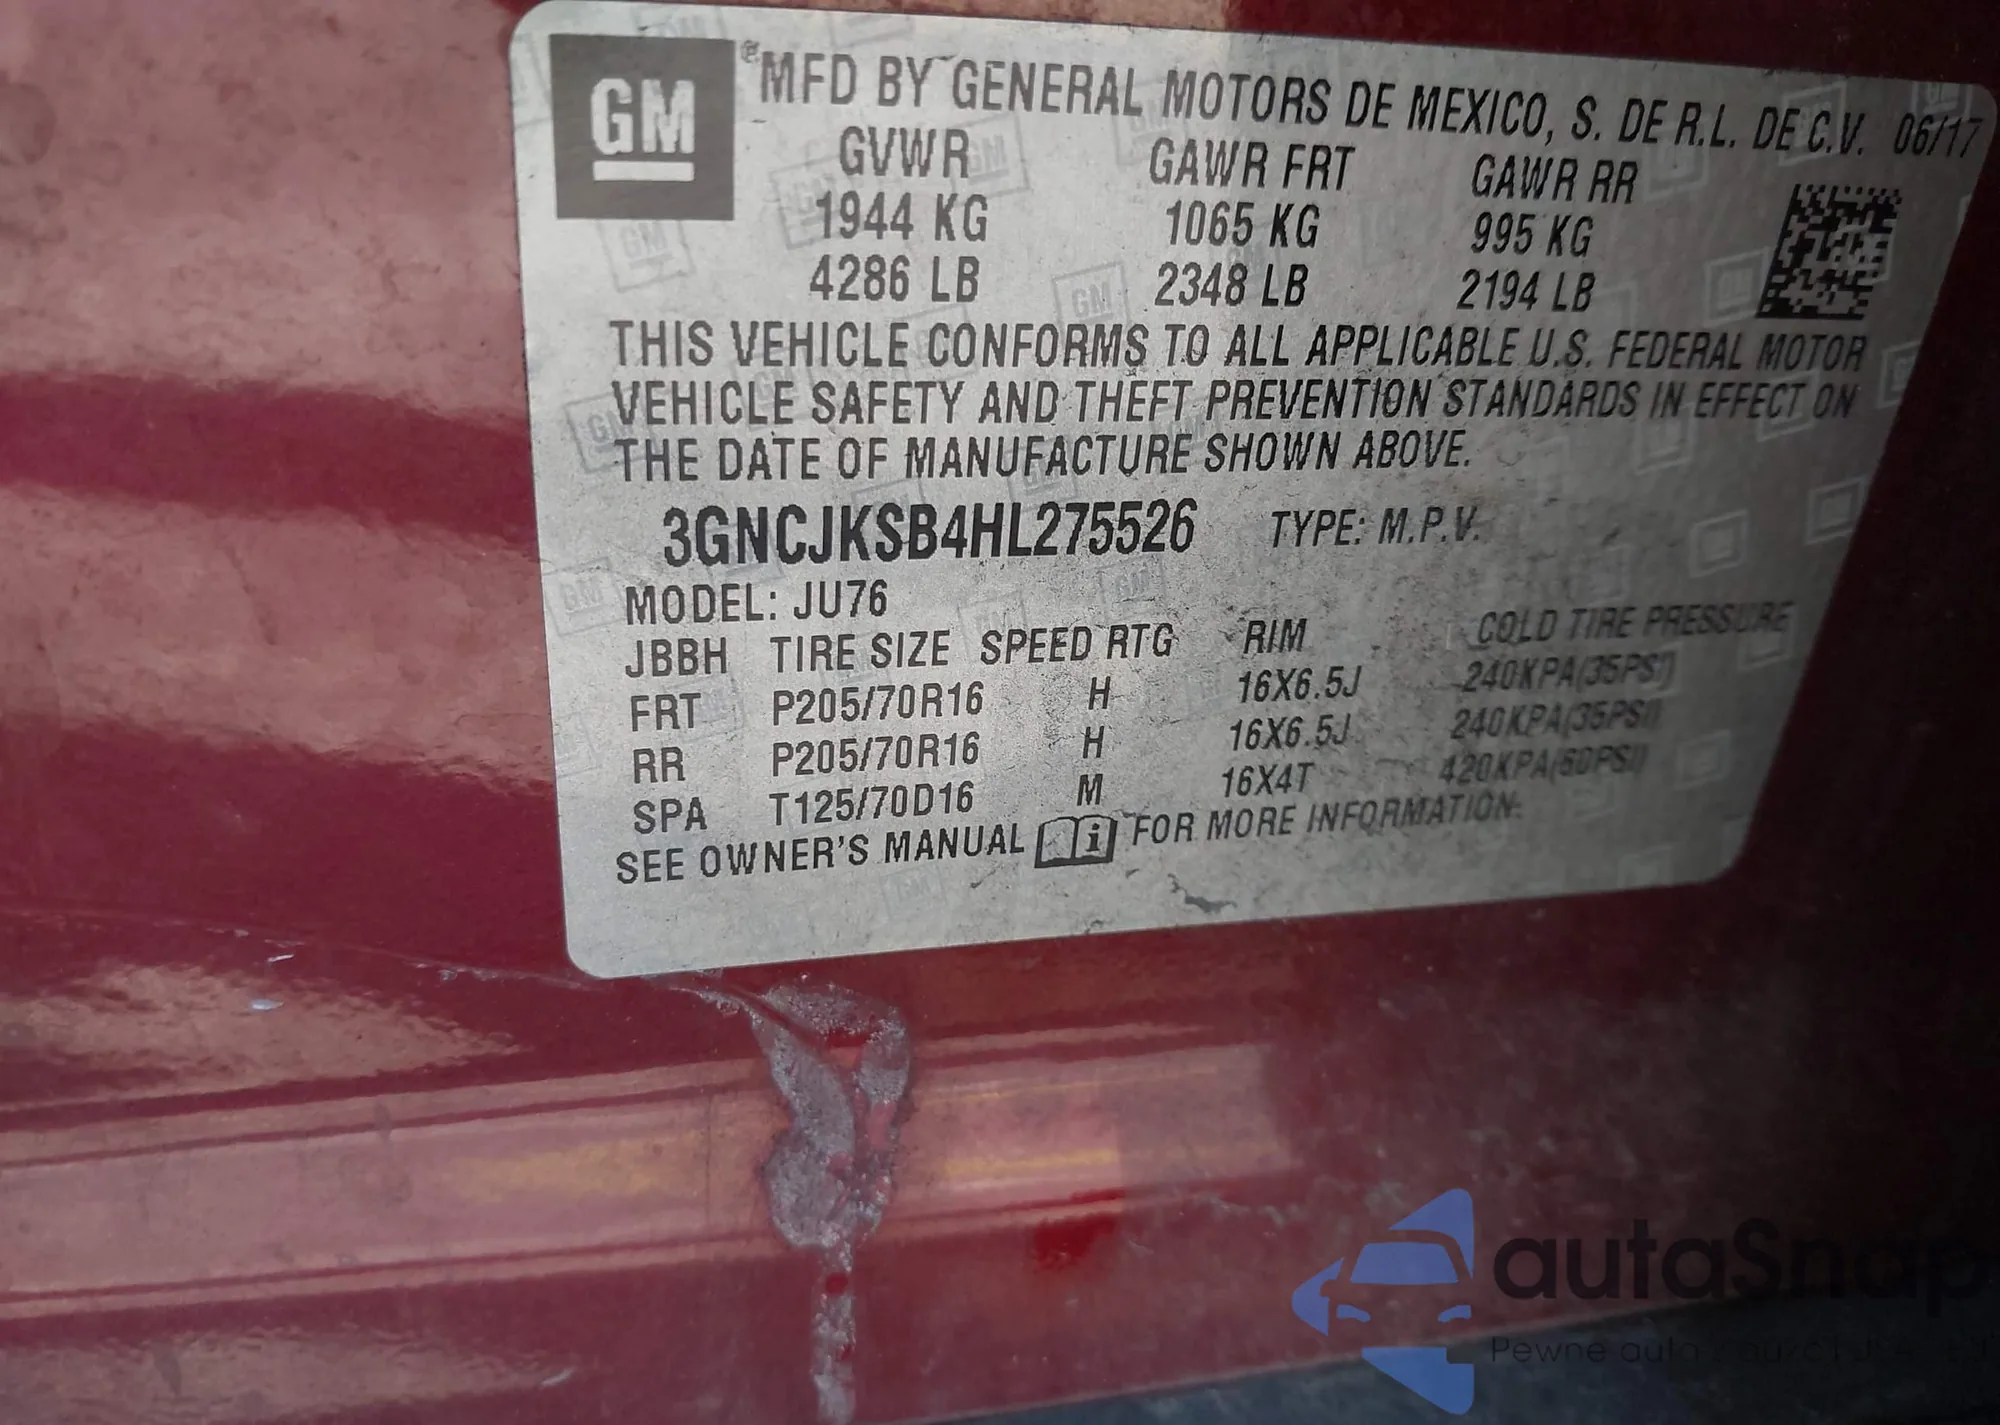 GM
MFD BY GENERAL MOTORS DE MEXICO, S. DE R.L. DE C.V. 06/17
GVWR GAWR FRT GAWR RR
1944 KG 1065 KG 995 KG
4286 LB 2348 LB 2194 LB
THIS VEHICLE CONFORMS TO ALL APPLICABLE U.S. FEDERAL MOTOR
VEHICLE SAFETY AND THEFT PREVENTION STANDARDS IN EFFECT ON
THE DATE OF MANUFACTURE SHOWN ABOVE.
3GNCJKSB4HL275526 TYPE: M.P.V.
MODEL: JU76
JBBH TIRE SIZE SPEED RTG RIM COLD TIRE PRESSURE
FRT P205/70R16 H 16X6.5J 240KPA(35PSI)
RR P205/70R16 H 16X6.5J 240KPA(35PSI)
SPA T125/70D16 M 16X4T 420KPA(60PSI)
SEE OWNER'S MANUAL FOR MORE INFORMATION.
autaSnap
Pewne auta z